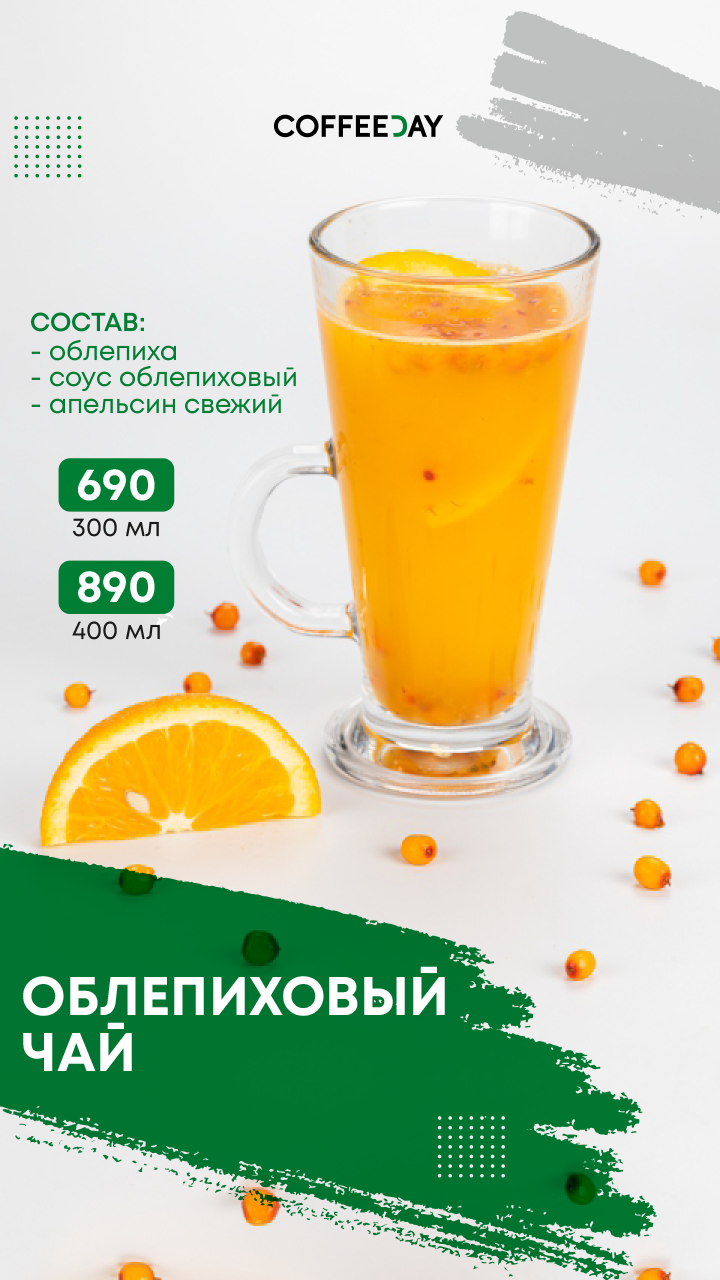 COFFEEDAY
СОСТАВ:
- облепиха
- соус облепиховый
- апельсин свежий
690
300 мл
890
400 мл
ОБЛЕПИХОВЫЙ
ЧАЙ